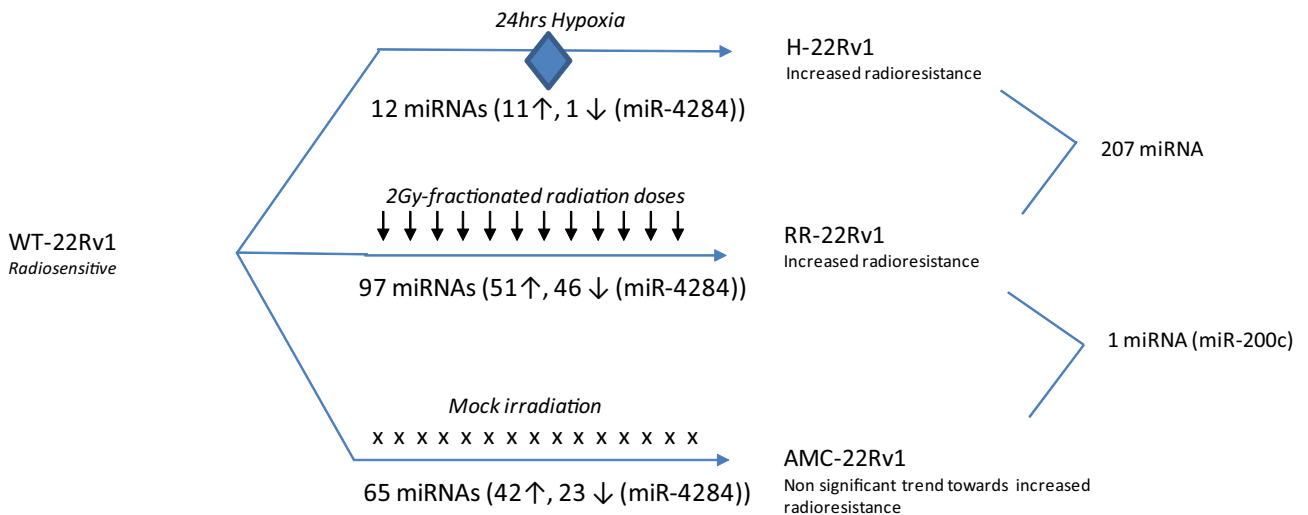 24hrs Hypoxia
H-22Rv1
Increased radioresistance
12 miRNAs (11↑, 1 ↓ (miR-4284))
207 miRNA
2Gy-fractionated radiation doses
WT-22Rv1
Radiosensitive
RR-22Rv1
Increased radioresistance
97 miRNAs (51↑, 46 ↓ (miR-4284))
1 miRNA (miR-200c)
Mock irradiation
x x x x x x x x x x x x x x x
AMC-22Rv1
Non significant trend towards increased
radioresistance
65 miRNAs (42↑, 23 ↓ (miR-4284))